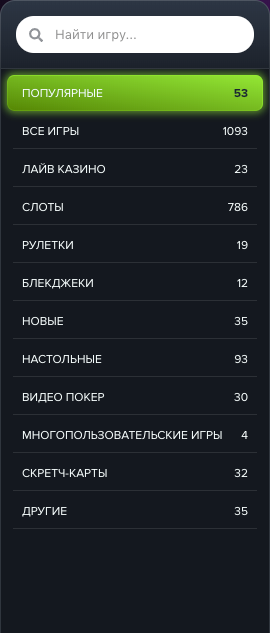 Найти игру...
ПОПУЛЯРНЫЕ 53
ВСЕ ИГРЫ 1093
ЛАЙВ КАЗИНО 23
СЛОТЫ 786
РУЛЕТКИ 19
БЛЕКДЖЕКИ 12
НОВЫЕ 35
НАСТОЛЬНЫЕ 93
ВИДЕО ПОКЕР 30
МНОГОПОЛЬЗОВАТЕЛЬСКИЕ ИГРЫ 4
СКРЕТЧ-КАРТЫ 32
ДРУГИЕ 35